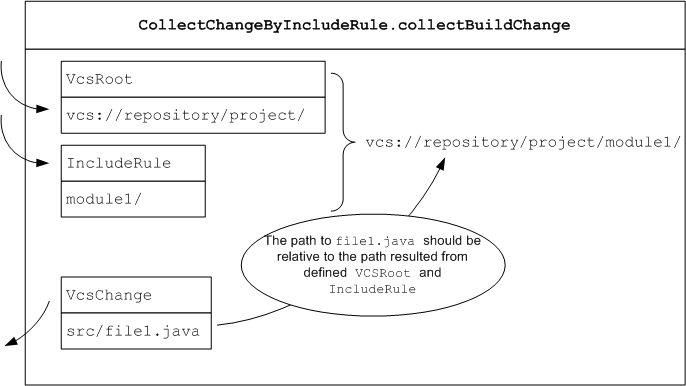 CollectChangeByIncludeRule.collectBuildChange
VcsRoot
vcs://repository/project/
vcs://repository/project/module1/
IncludeRule
module1/
The path to file1.java should be
relative to the path resulted from
defined VCSRoot and
IncludeRule
VcsChange
src/file1.java